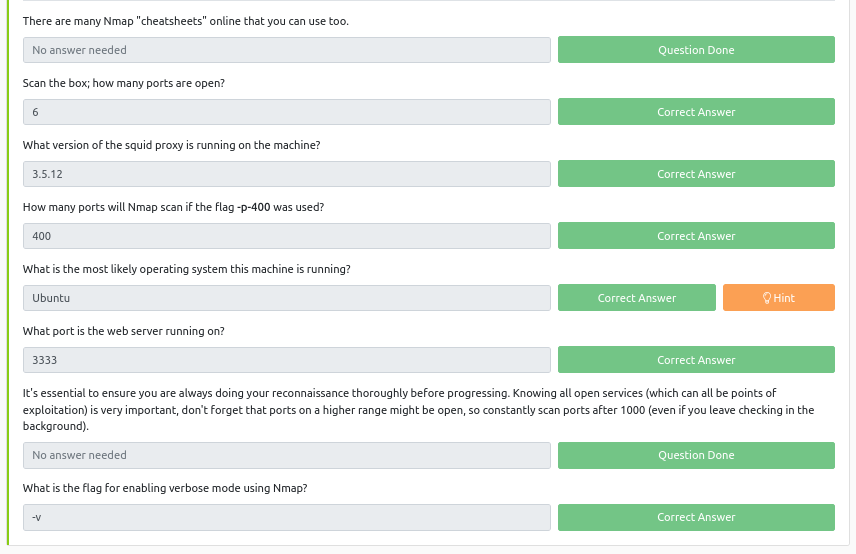 There are many Nmap "cheatsheets" online that you can use too.
No answer needed
Question Done
Scan the box; how many ports are open?
6
Correct Answer
What version of the squid proxy is running on the machine?
3.5.12
Correct Answer
How many ports will Nmap scan if the flag -p-400 was used?
400
Correct Answer
What is the most likely operating system this machine is running?
Ubuntu
Correct Answer
Hint
What port is the web server running on?
3333
Correct Answer
It's essential to ensure you are always doing your reconnaissance thoroughly before progressing. Knowing all open services (which can all be points of
exploitation) is very important, don't forget that ports on a higher range might be open, so constantly scan ports after 1000 (even if you leave checking in the
background).
No answer needed
Question Done
What is the flag for enabling verbose mode using Nmap?
-v
Correct Answer